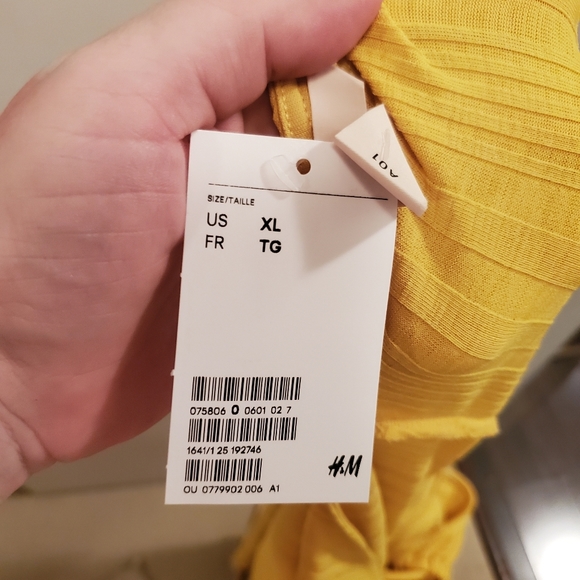 A01
SIZE/TAILLE
US XL
FR TG
075806 0 0601 02 7
1641/1 25 192746
H&M
OU 0779902 006 A1